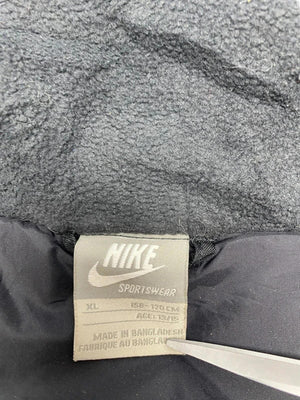 NIKE
SPORTSWEAR
XL 158-170 CM
AGE: 13/15
MADE IN BANGLADESH
FABRIQUE AU